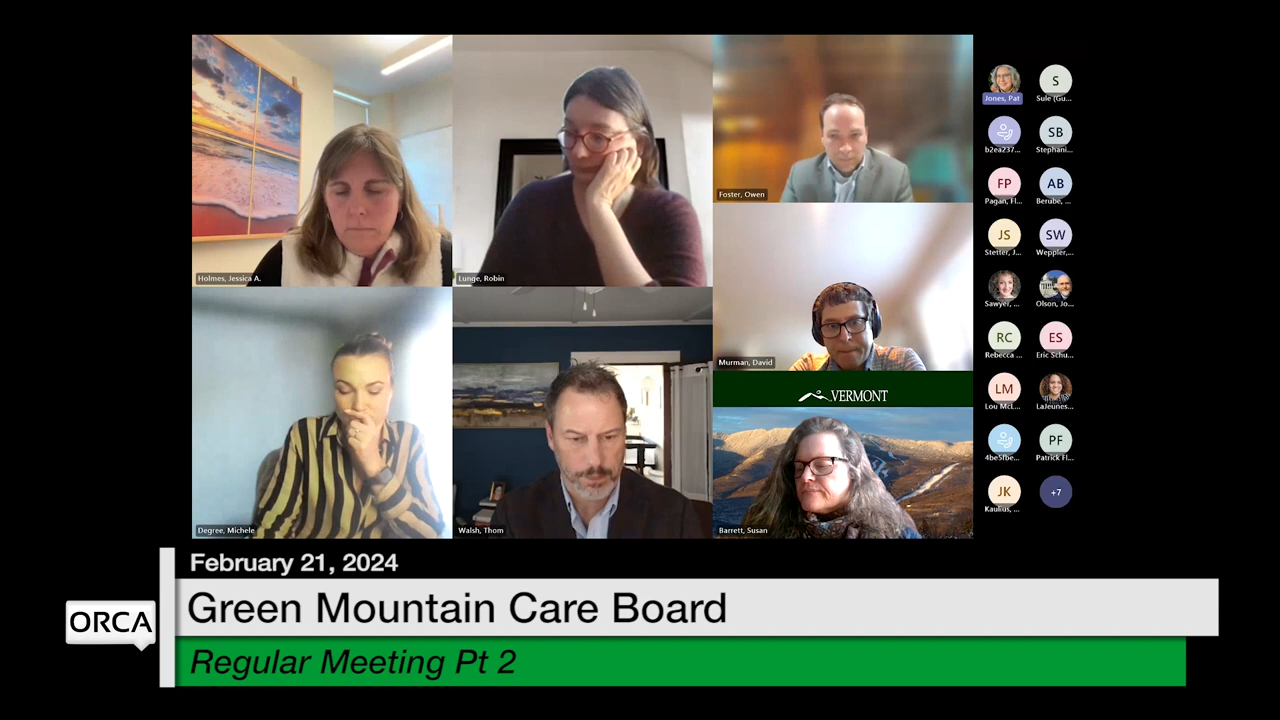 Holmes, Jessica A.
Lunge, Robin
Foster, Owen
Murman, David
VERMONT
Degree, Michele
Walsh, Thom
Barrett, Susan
Jones, Pat
S
Sule (Gu...
b2ea237...
SB
Stephani...
FP
Pagan, Fl...
AB
Berube, ...
JS
Stetter, J...
SW
Weppler,...
Sawyer, ...
Olson, Jo...
RC
Rebecca ...
ES
Eric Schu...
LM
Lou McL...
LaJeunes...
4be5fbe...
PF
Patrick Fl...
JK
Kaulius, ...
+7
February 21, 2024
ORCA
Green Mountain Care Board
Regular Meeting Pt 2